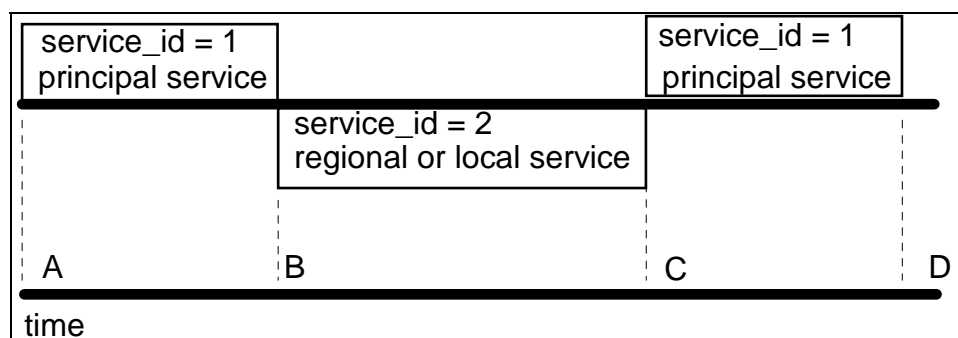 service_id = 1
principal service
service_id = 1
principal service
service_id = 2
regional or local service
A
B
C
D
time